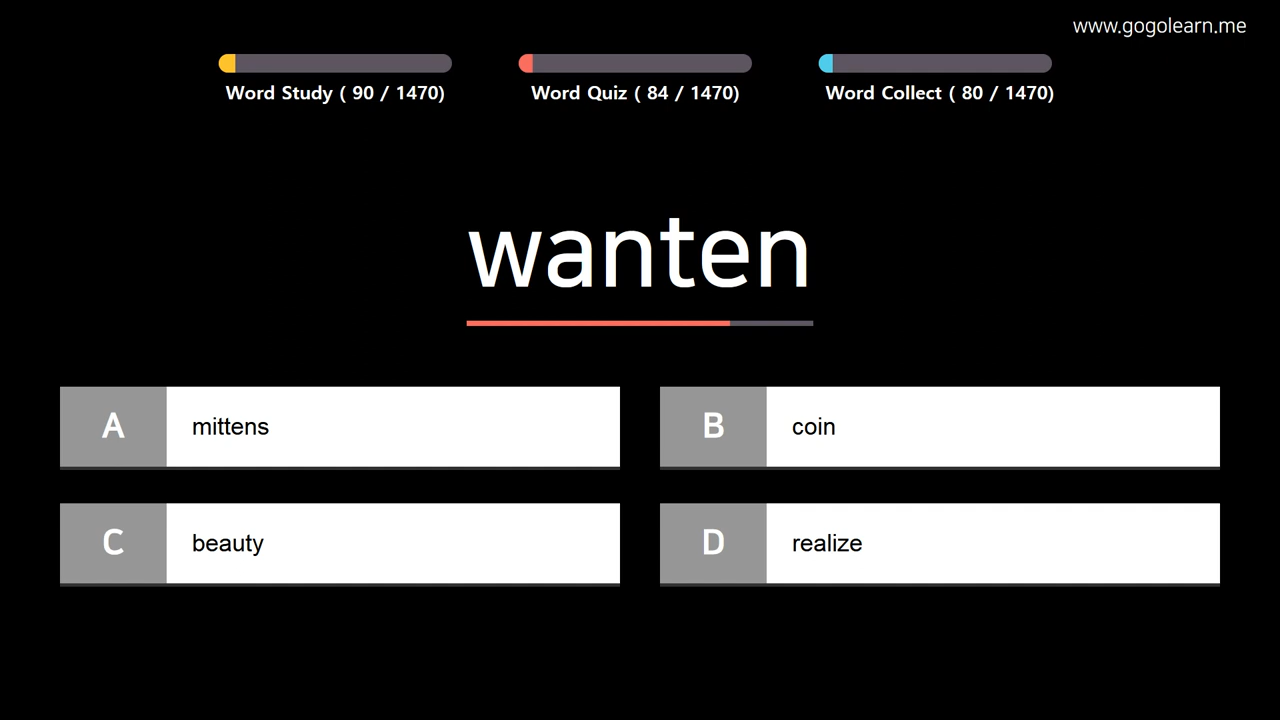 www.gogolearn.me
Word Study ( 90 / 1470)
Word Quiz ( 84 / 1470)
Word Collect ( 80 / 1470)
wanten
A mittens
B coin
C beauty
D realize